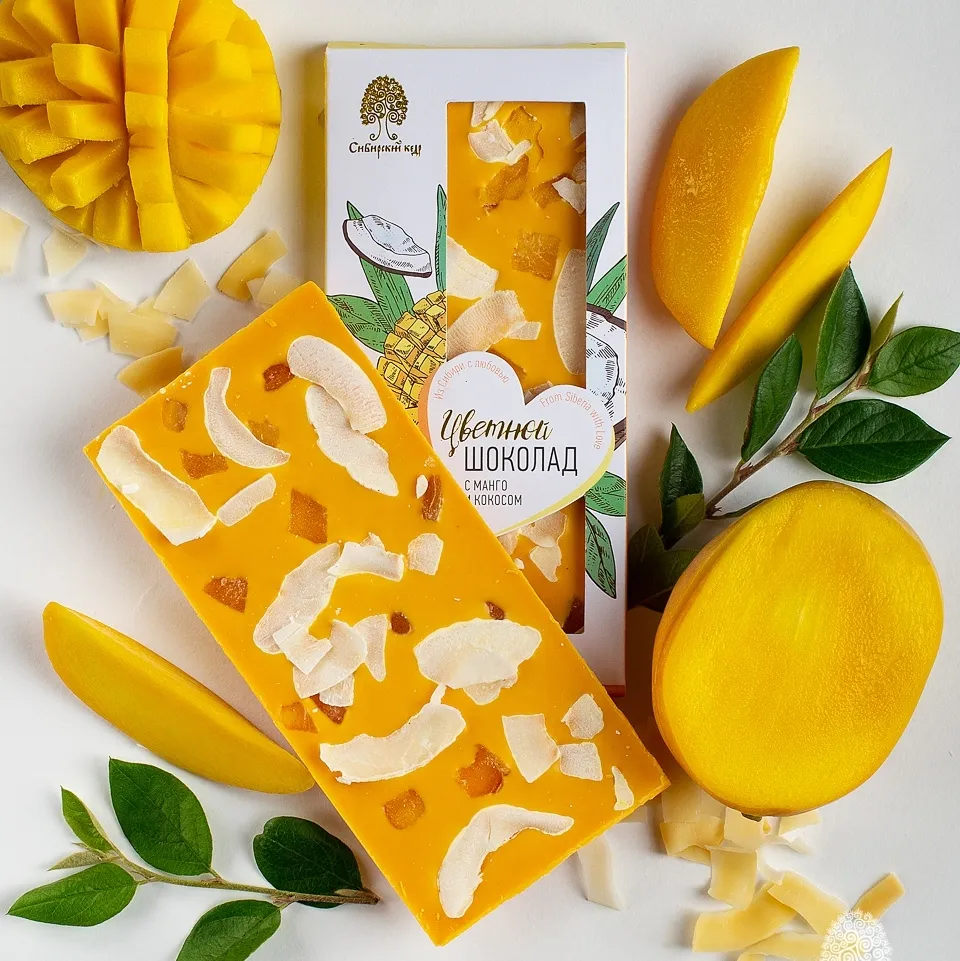 Сибирский кедр
Из Сибири с любовью
From Siberia with Love
Цветной
ШОКОЛАД
С МАНГО
И КОКОСОМ